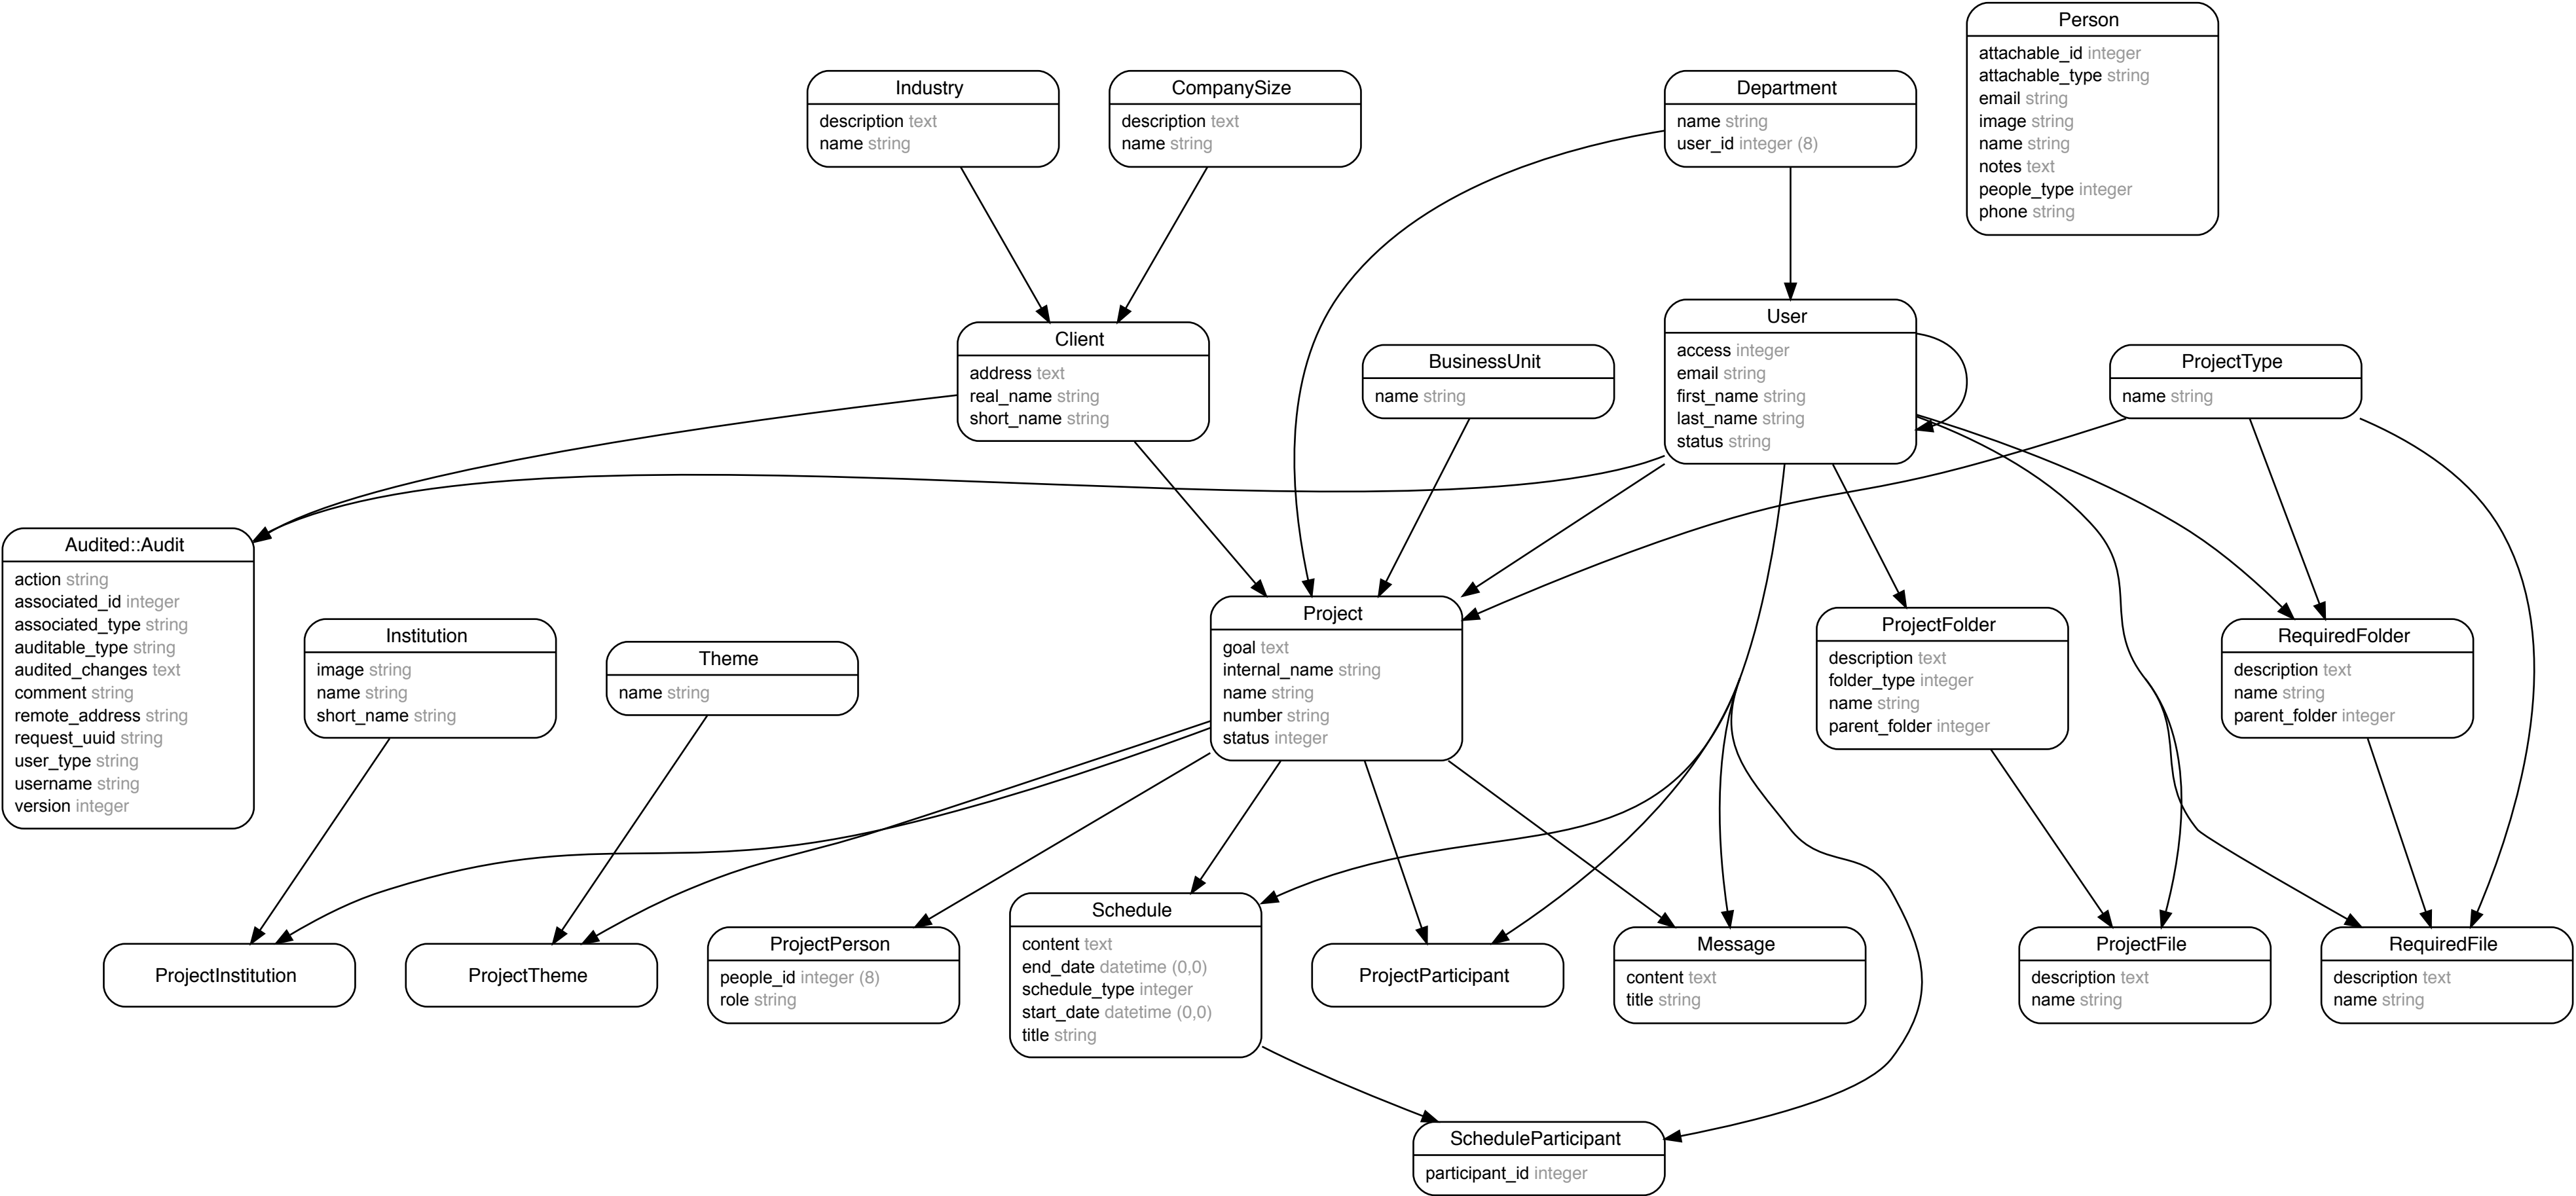 Person
attachable_id integer
attachable_type string
email string
image string
name string
notes text
people_type integer
phone string
Industry
description text
name string
CompanySize
description text
name string
Department
name string
user_id integer (8)
Client
address text
real_name string
short_name string
BusinessUnit
name string
User
access integer
email string
first_name string
last_name string
status string
ProjectType
name string
Audited::Audit
action string
associated_id integer
associated_type string
auditable_type string
audited_changes text
comment string
remote_address string
request_uuid string
user_type string
username string
version integer
Institution
image string
name string
short_name string
Theme
name string
Project
goal text
internal_name string
name string
number string
status integer
ProjectFolder
description text
folder_type integer
name string
parent_folder integer
RequiredFolder
description text
name string
parent_folder integer
ProjectInstitution
ProjectTheme
ProjectPerson
people_id integer (8)
role string
Schedule
content text
end_date datetime (0,0)
schedule_type integer
start_date datetime (0,0)
title string
ProjectParticipant
Message
content text
title string
ProjectFile
description text
name string
RequiredFile
description text
name string
ScheduleParticipant
participant_id integer